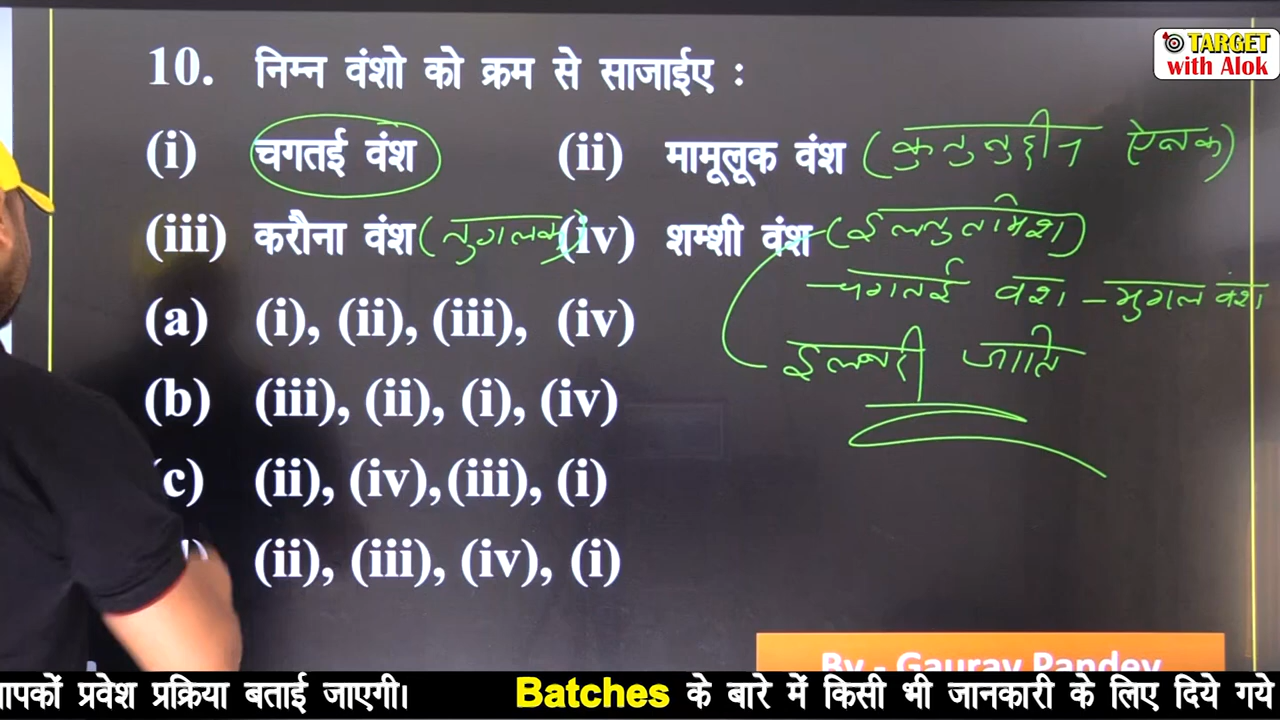 TARGET
with Alok
10. निम्न वंशो को क्रम से साजाईए :
(i) चगतई वंश (ii) मामूलूक वंश (कुतुबुद्दीन ऐबक)
(iii) करौना वंश (तुगलक) (iv) शम्शी वंश (इल्तुतमिश)
चगतई वंश – मुगल वंश
(a) (i), (ii), (iii), (iv)
इल्बरी जाति
(b) (iii), (ii), (i), (iv)
(c) (ii), (iv), (iii), (i)
(ii), (iii), (iv), (i)
By - Gaurav Pandey
प्रवेश प्रक्रिया बताई जाएगी। Batches के बारे में किसी भी जानकारी के लिए दिये गये